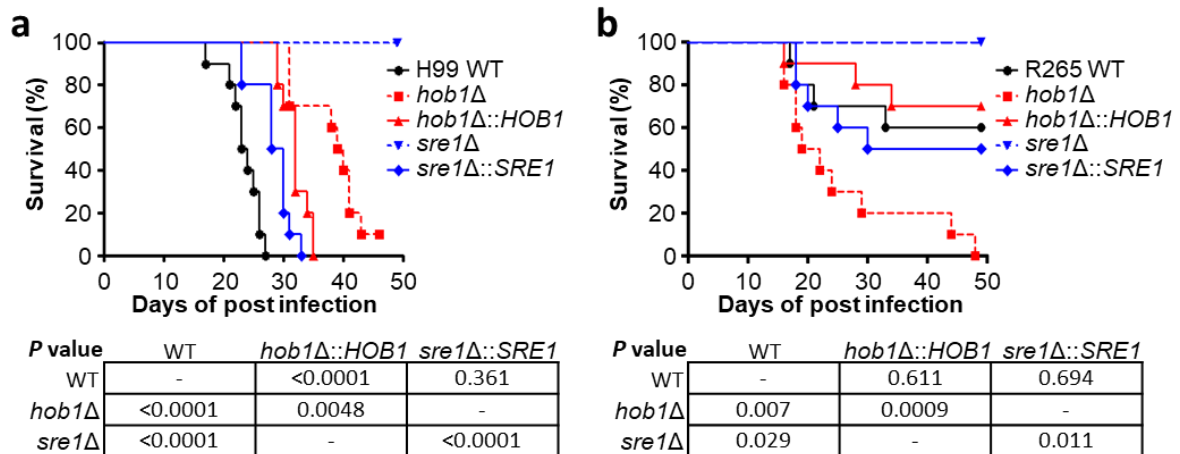 a
100
80
60
40
20
0
Survival (%)
0 10 20 30 40 50
Days of post infection
H99 WT
hob1Δ
hob1Δ::HOB1
sre1Δ
sre1Δ::SRE1
P value WT hob1Δ::HOB1 sre1Δ::SRE1
WT - <0.0001 0.361
hob1Δ <0.0001 0.0048 -
sre1Δ <0.0001 - <0.0001
b
100
80
60
40
20
0
Survival (%)
0 10 20 30 40 50
Days of post infection
R265 WT
hob1Δ
hob1Δ::HOB1
sre1Δ
sre1Δ::SRE1
P value WT hob1Δ::HOB1 sre1Δ::SRE1
WT - 0.611 0.694
hob1Δ 0.007 0.0009 -
sre1Δ 0.029 - 0.011